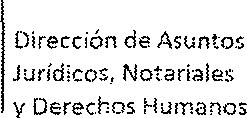 Dirección de Asuntos
Jurídicos, Notariales
y Derechos Humanos